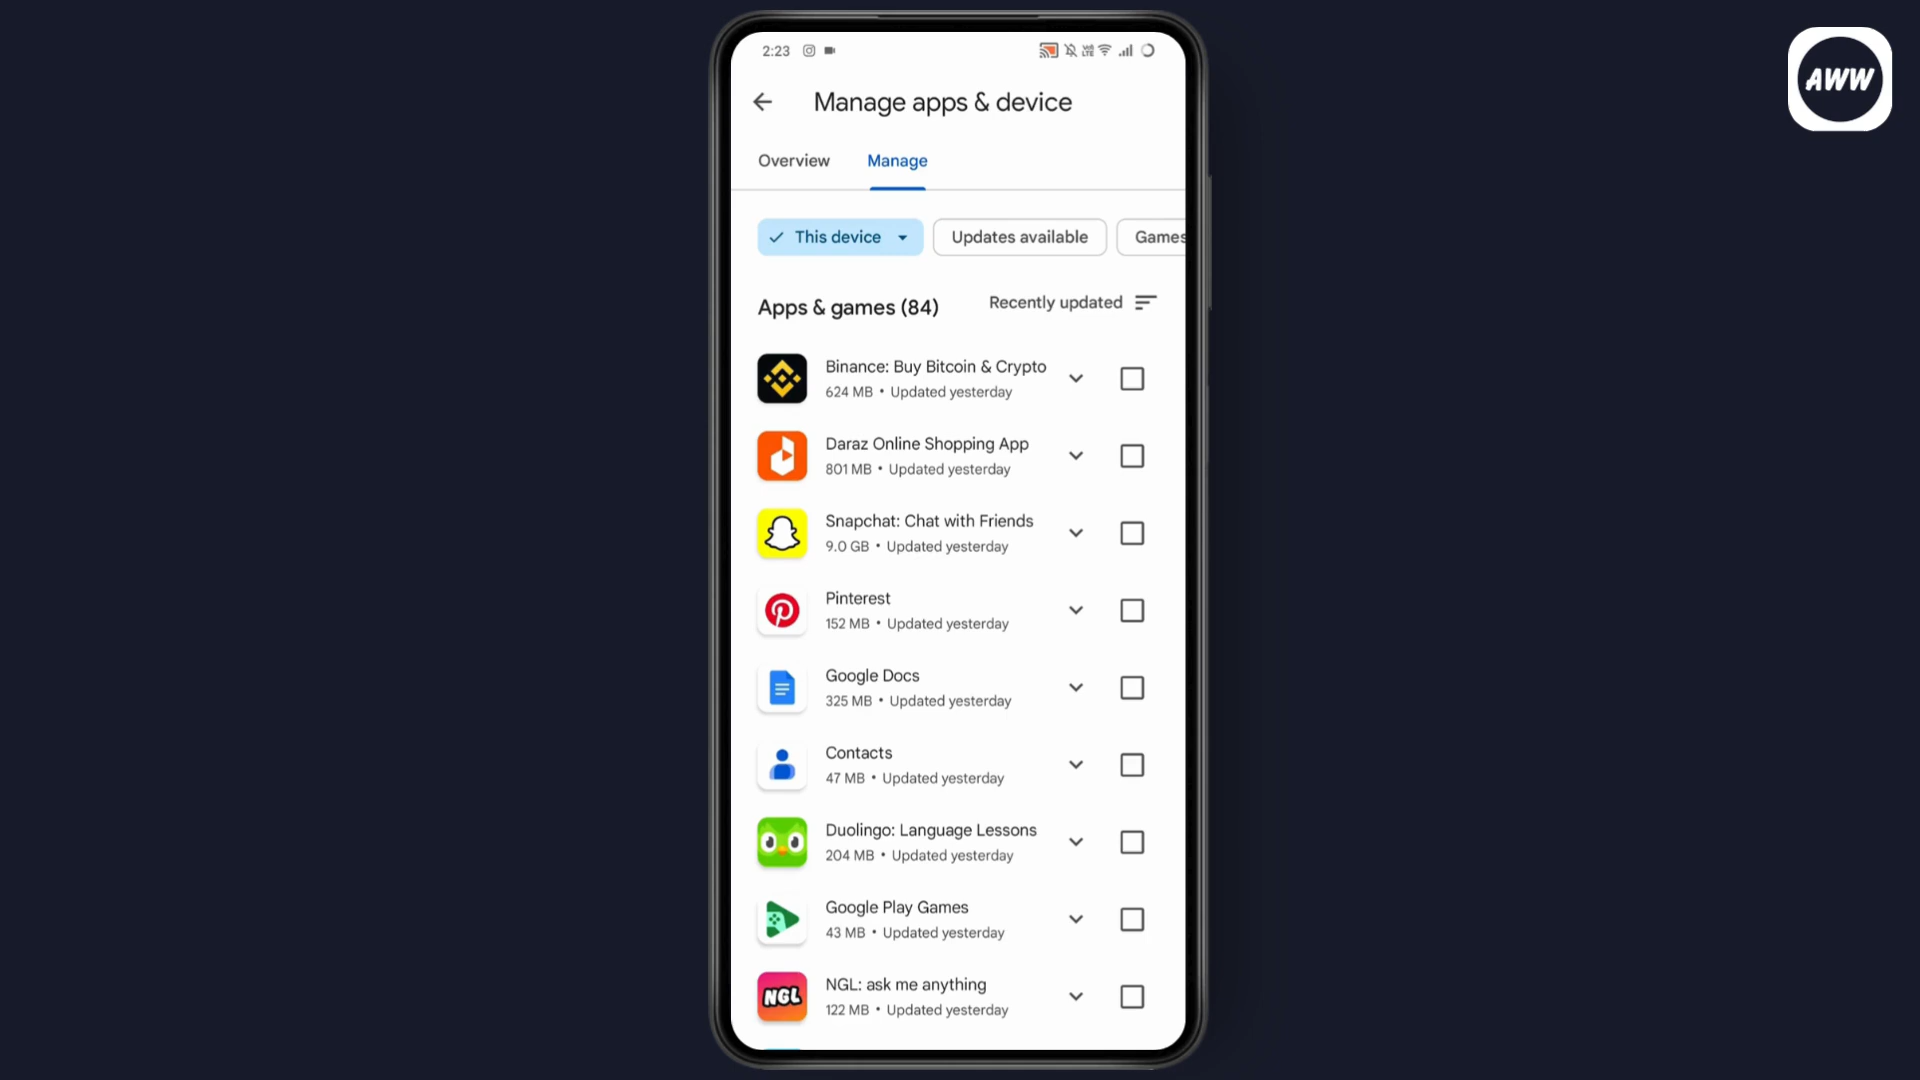 2:23
AWW
Manage apps & device
Overview Manage
This device Updates available Games
Apps & games (84) Recently updated
Binance: Buy Bitcoin & Crypto
624 MB • Updated yesterday
Daraz Online Shopping App
801 MB • Updated yesterday
Snapchat: Chat with Friends
9.0 GB • Updated yesterday
Pinterest
152 MB • Updated yesterday
Google Docs
325 MB • Updated yesterday
Contacts
47 MB • Updated yesterday
Duolingo: Language Lessons
204 MB • Updated yesterday
Google Play Games
43 MB • Updated yesterday
NGL
NGL: ask me anything
122 MB • Updated yesterday